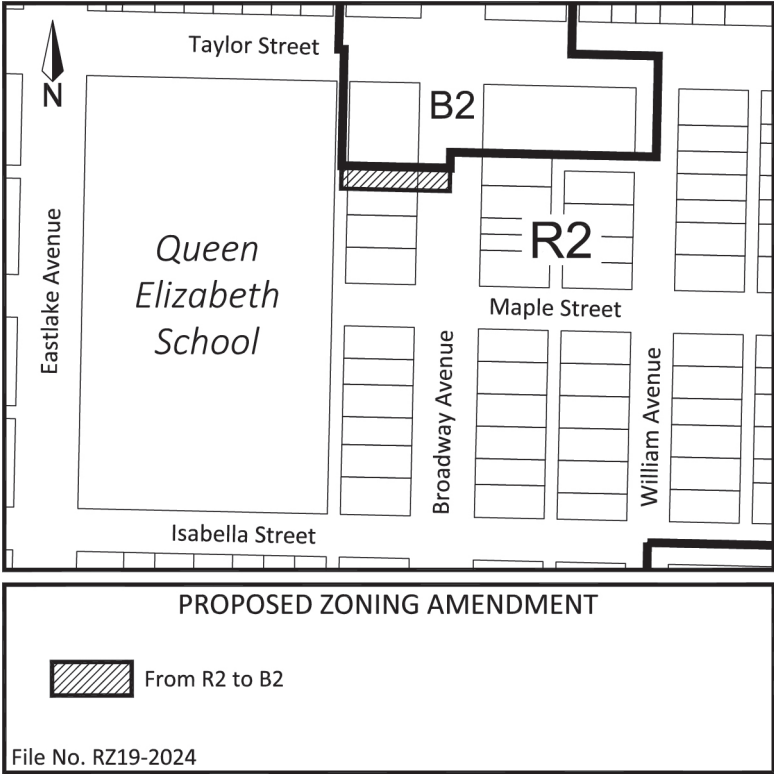 Taylor Street
N
B2
Eastlake Avenue
Queen
Elizabeth
School
R2
Maple Street
Broadway Avenue
William Avenue
Isabella Street
PROPOSED ZONING AMENDMENT
From R2 to B2
File No. RZ19-2024